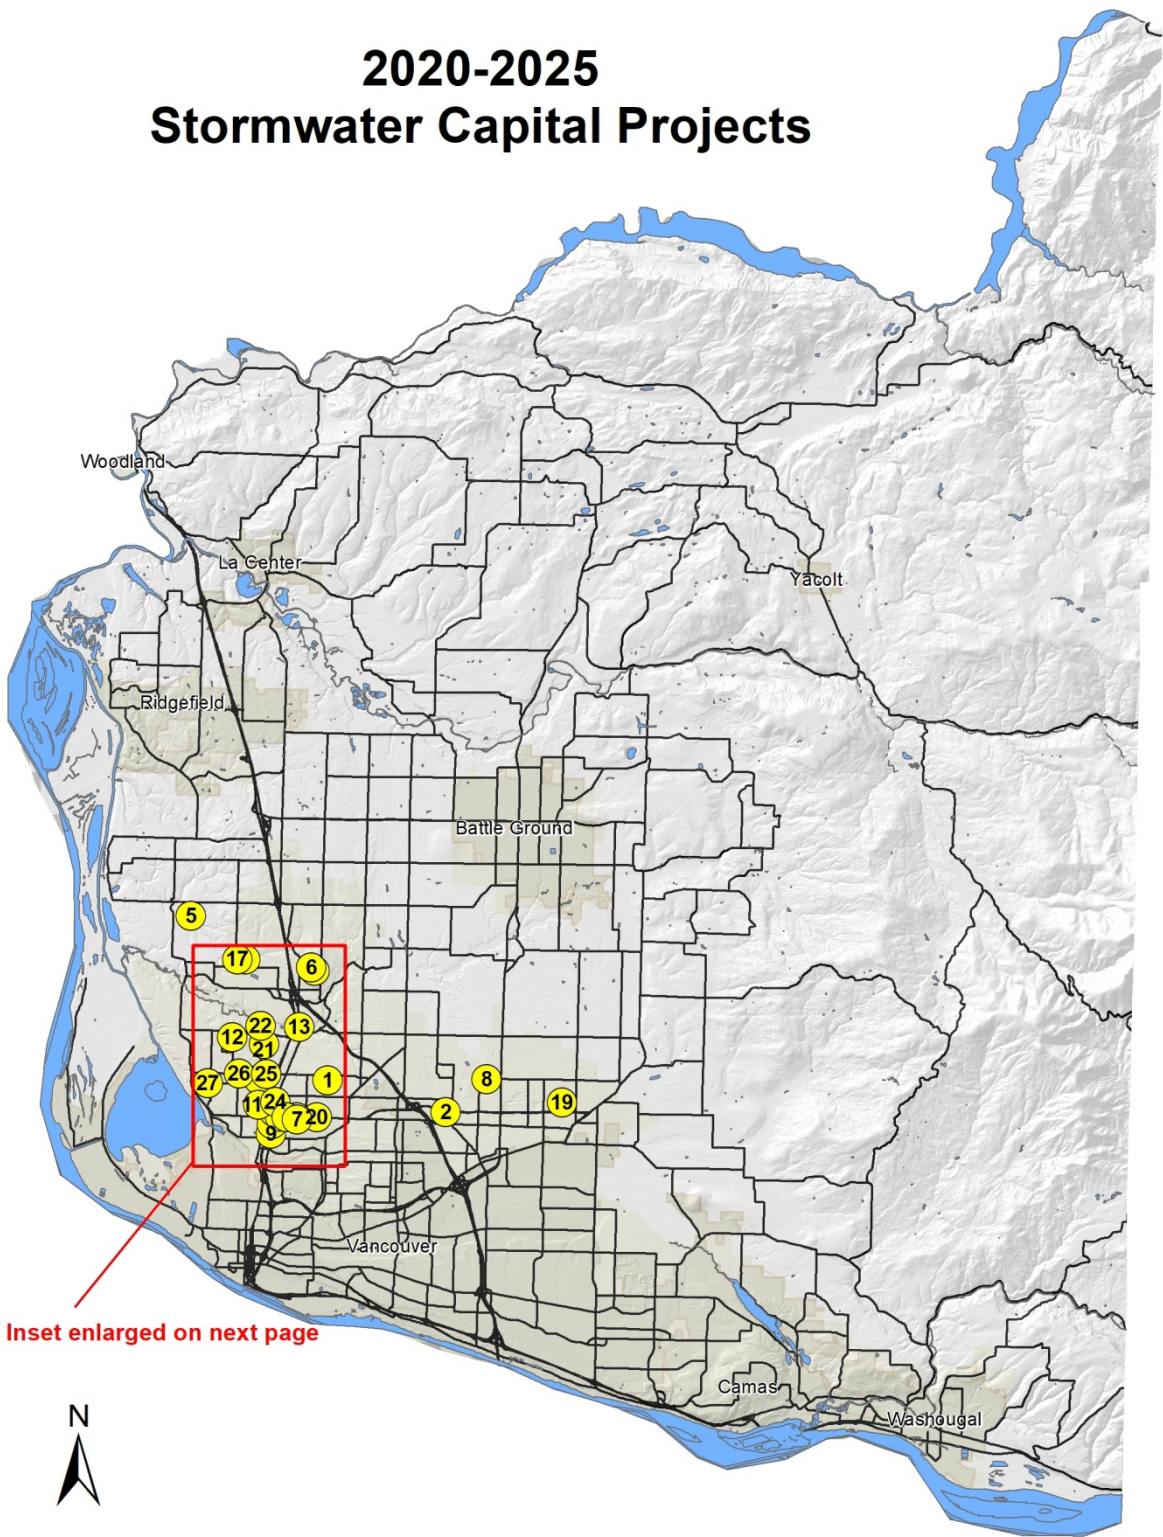 2020-2025
Stormwater Capital Projects
Woodland
La Center
Yacolt
Ridgefield
Battle Ground
5
17
6
22
13
12
21
26
25
1
8
27
11
24
19
2
7
20
9
Vancouver
Inset enlarged on next page
Camas
Washougal
N